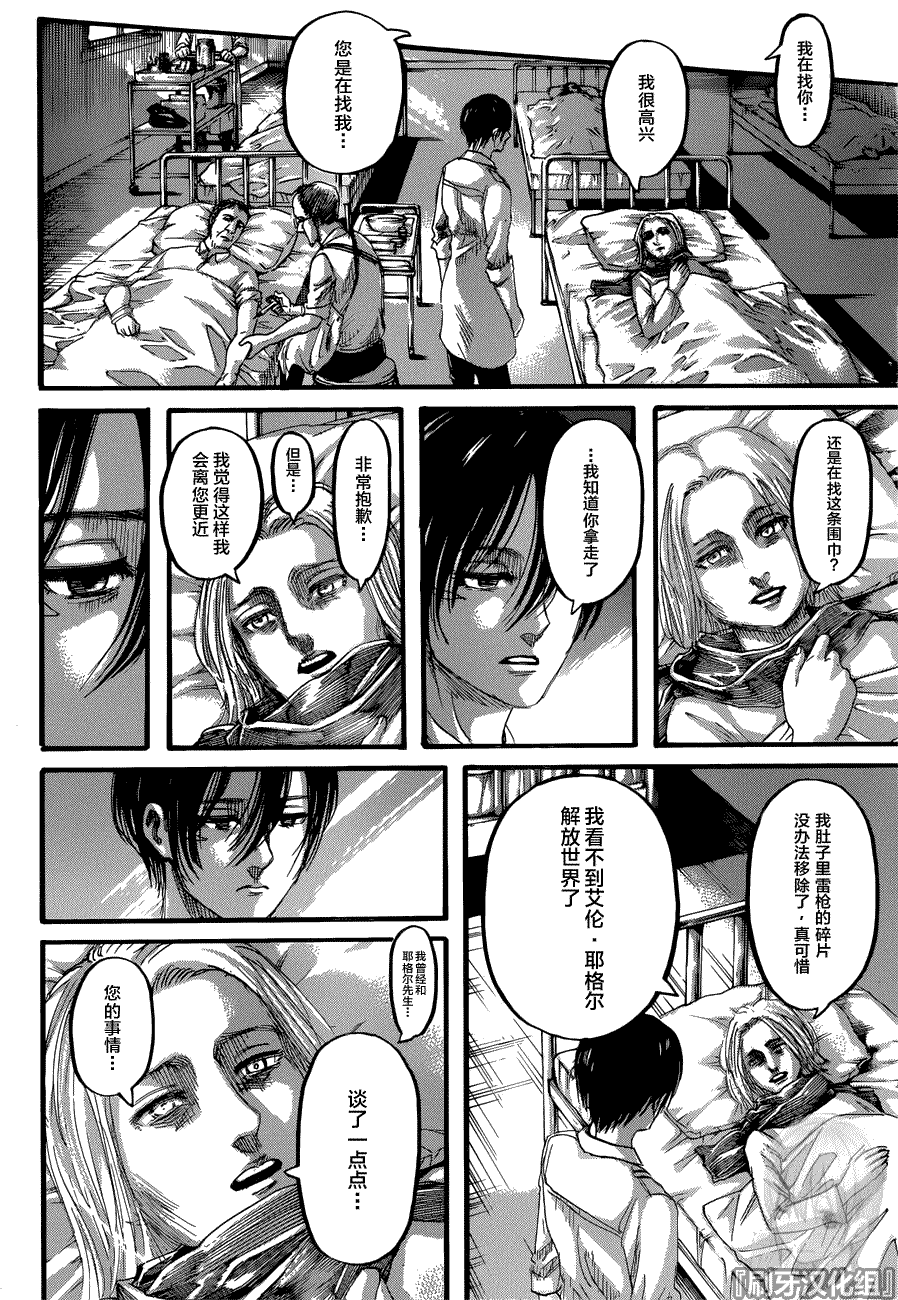 我在找你…
我很高兴
您是在找我…
还是在找这条围巾？
…我知道你拿走了
非常抱歉…
但是…
我觉得这样我
会离您更近
我肚子里雷枪的碎片
没办法移除了，真可惜
我看不到艾伦·耶格尔
解放世界了
我曾经和
耶格尔先生…
谈了一点点…
您的事情…
『刷牙汉化组』